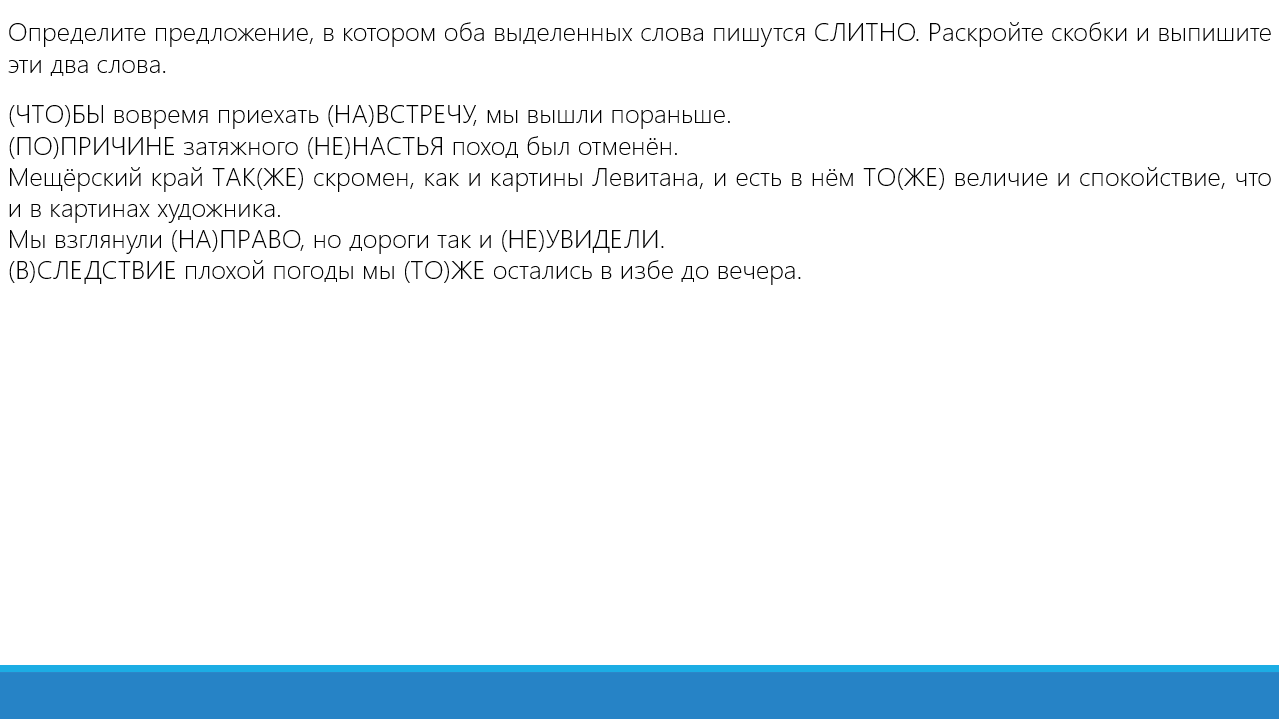 Определите предложение, в котором оба выделенных слова пишутся СЛИТНО. Раскройте скобки и выпишите
эти два слова.
(ЧТО)БЫ вовремя приехать (НА)ВСТРЕЧУ, мы вышли пораньше.
(ПО)ПРИЧИНЕ затяжного (НЕ)НАСТЬЯ поход был отменён.
Мещёрский край ТАК(ЖЕ) скромен, как и картины Левитана, и есть в нём ТО(ЖЕ) величие и спокойствие, что
и в картинах художника.
Мы взглянули (НА)ПРАВО, но дороги так и (НЕ)УВИДЕЛИ.
(В)СЛЕДСТВИЕ плохой погоды мы (ТО)ЖЕ остались в избе до вечера.